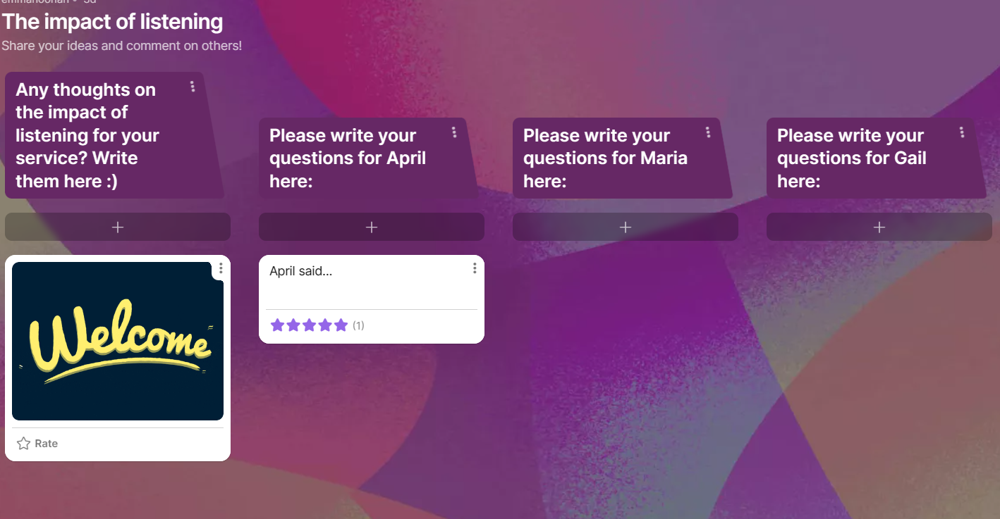 The impact of listening
Share your ideas and comment on others!
Any thoughts on
the impact of
listening for your
service? Write
them here :)
Please write your
questions for April
here:
Please write your
questions for Maria
here:
Please write your
questions for Gail
here:
Welcome
Rate
April said...
(1)